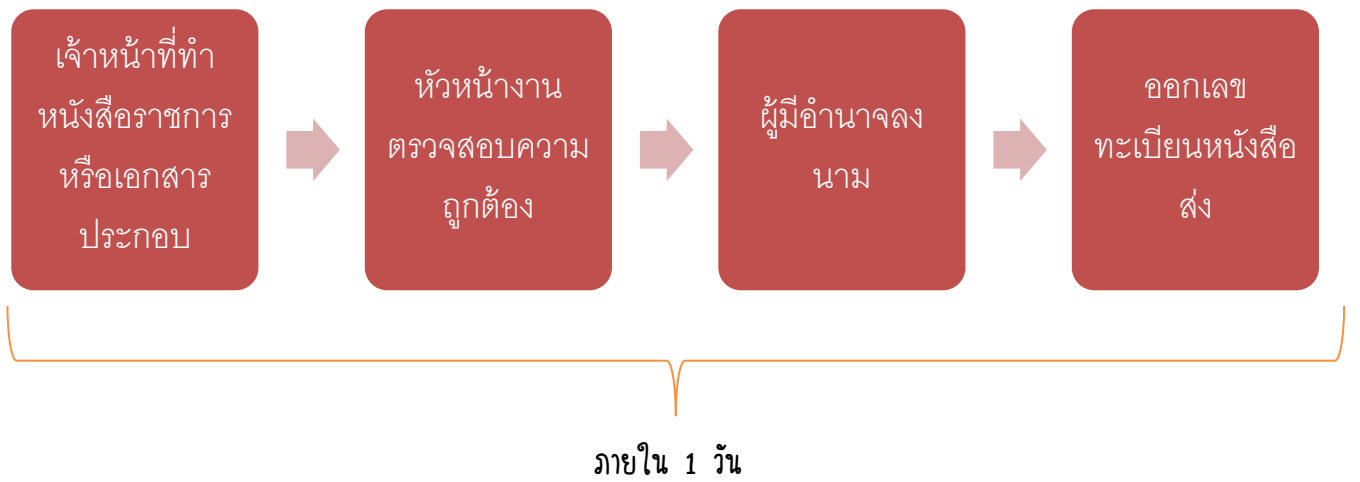 เจ้าหน้าที่ทำ
หนังสือราชการ
หรือเอกสาร
ประกอบ
หัวหน้างาน
ตรวจสอบความ
ถูกต้อง
ผู้มีอำนาจลง
นาม
ออกเลข
ทะเบียนหนังสือ
ส่ง
ภายใน 1 วัน